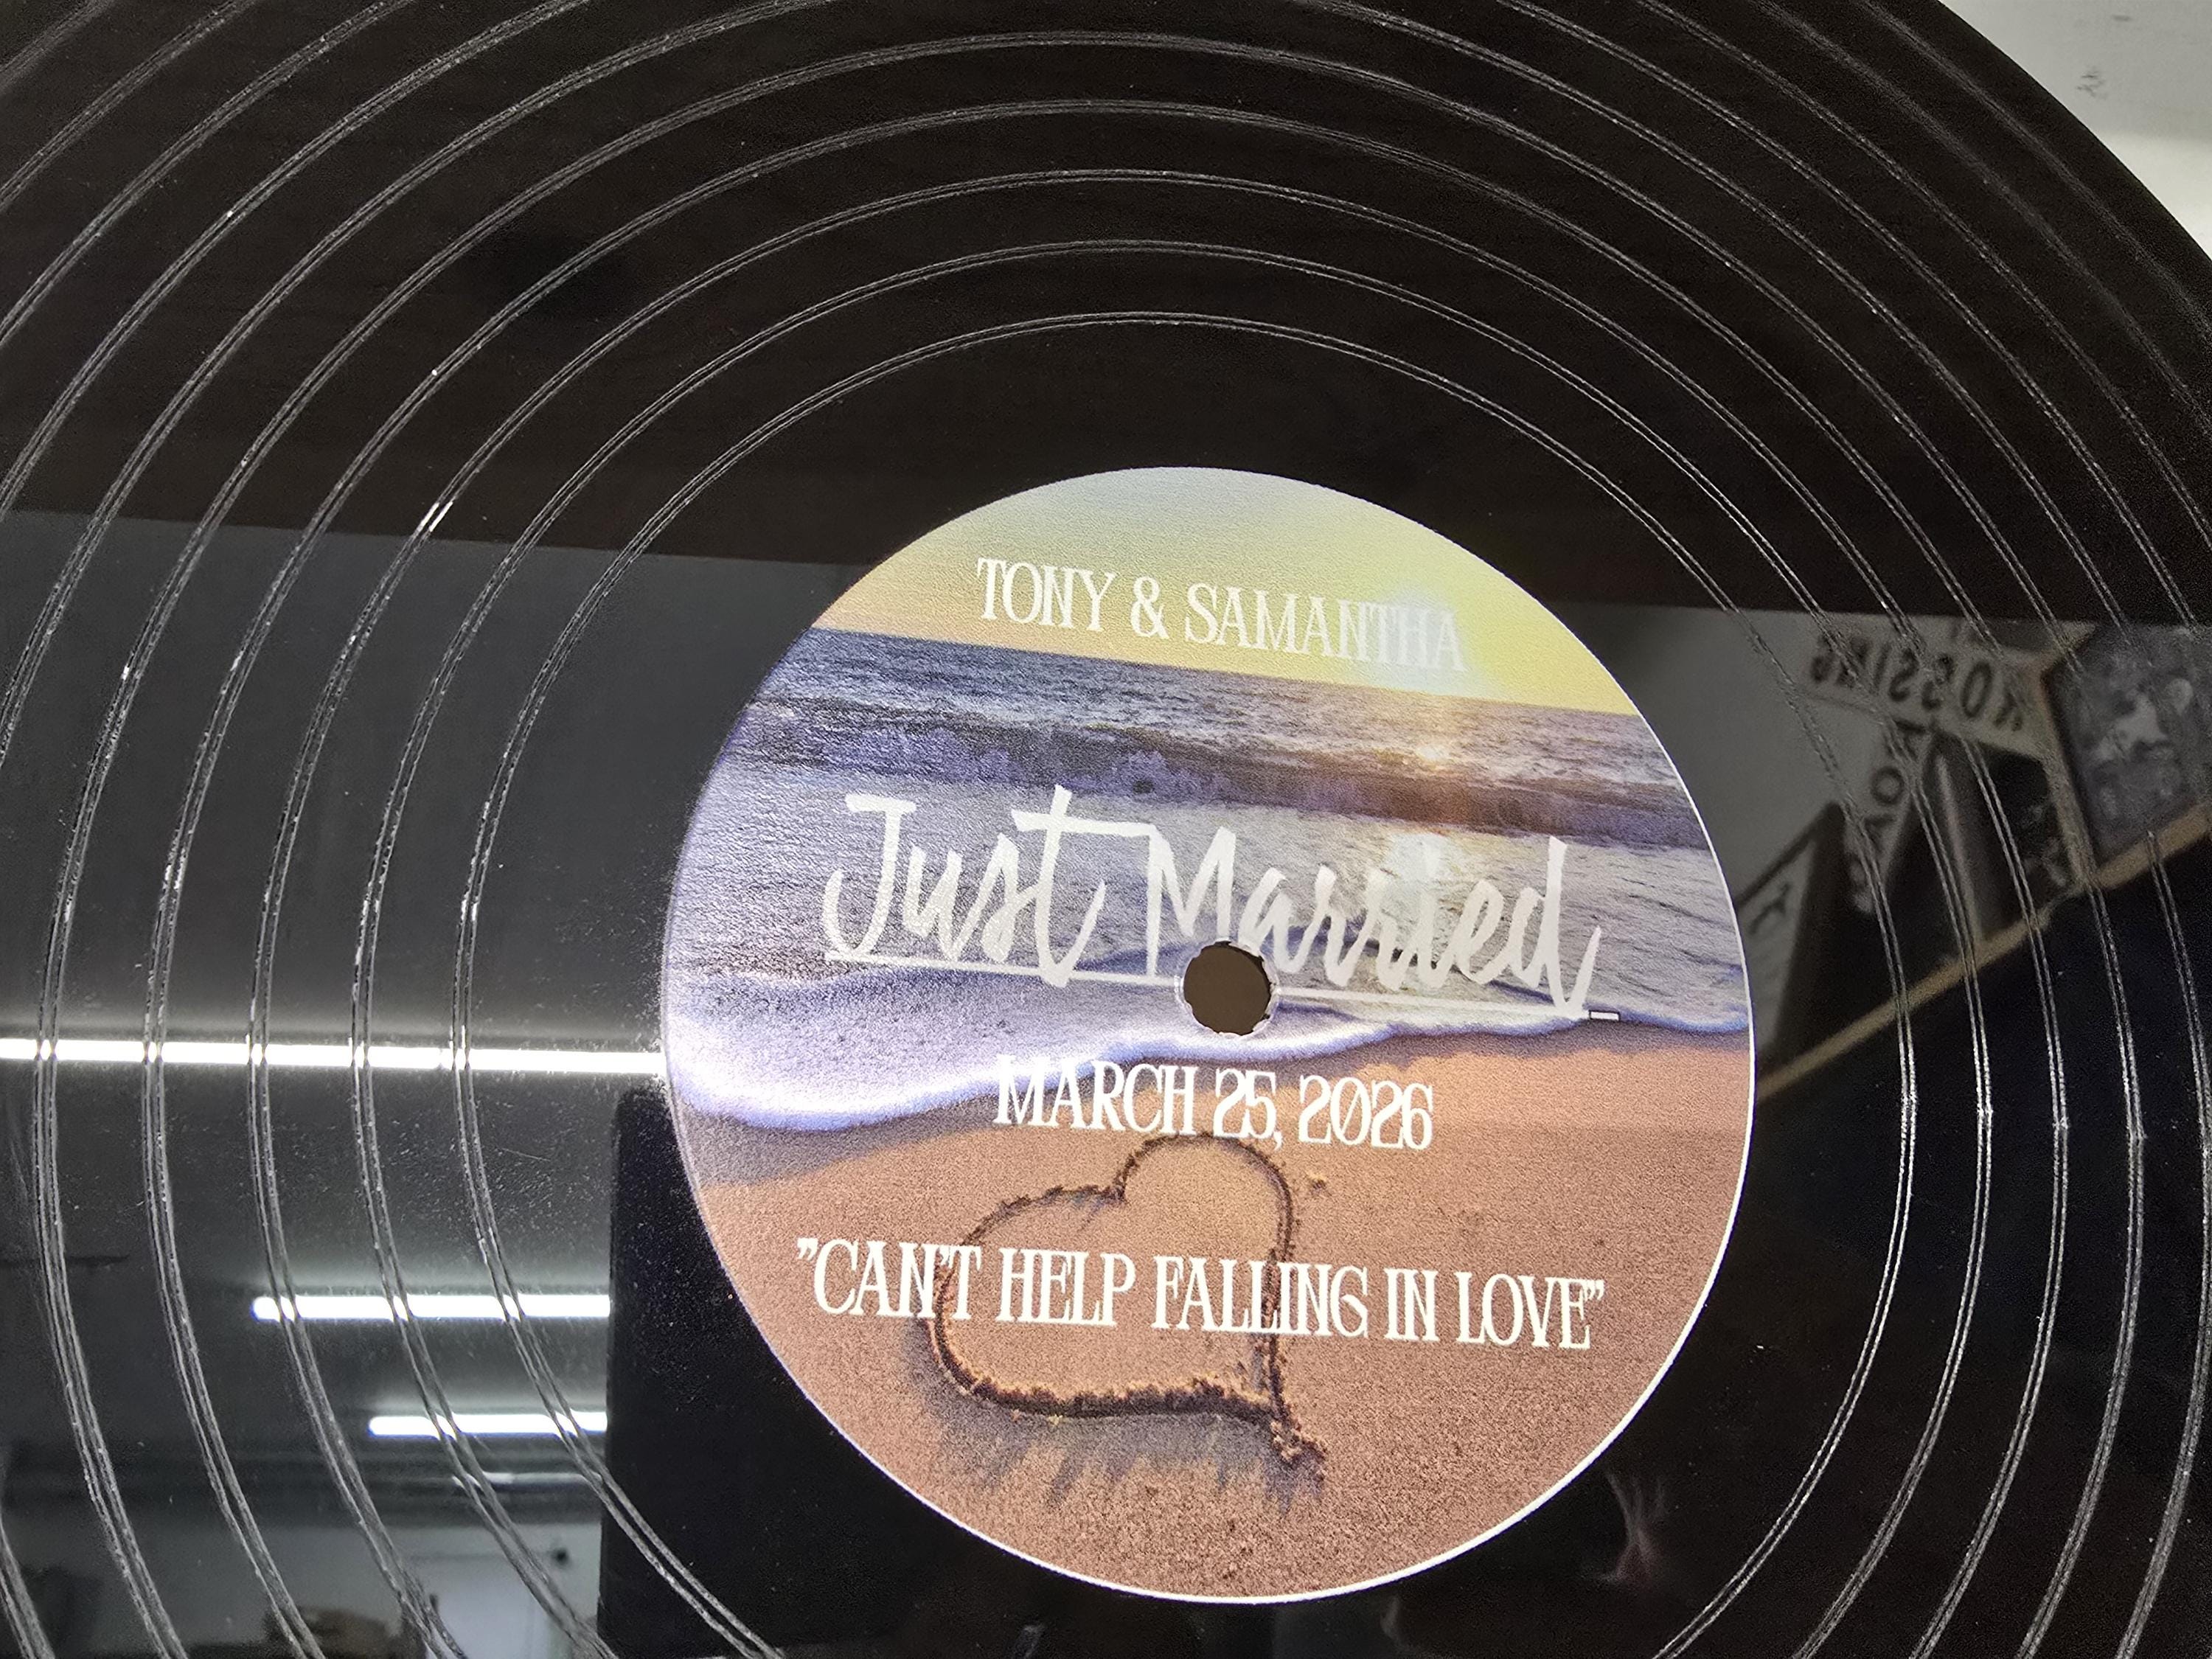 TONY & SAMANTHA
Just Married
MARCH 25, 2026
"CAN'T HELP FALLING IN LOVE"